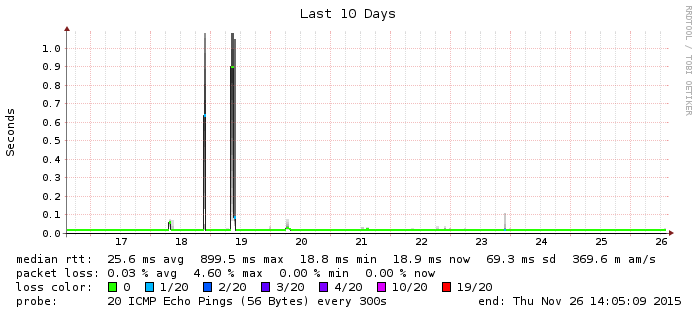 Last 10 Days
RRDTOOL / TOBI OETIKER
Seconds
1.0
0.9
0.8
0.7
0.6
0.5
0.4
0.3
0.2
0.1
0.0
17 18 19 20 21 22 23 24 25 26
median rtt: 25.6 ms avg 899.5 ms max 18.8 ms min 18.9 ms now 69.3 ms sd 369.6 m am/s
packet loss: 0.03 % avg 4.60 % max 0.00 % min 0.00 % now
loss color: 0 1/20 2/20 3/20 4/20 10/20 19/20
probe: 20 ICMP Echo Pings (56 Bytes) every 300s end: Thu Nov 26 14:05:09 2015